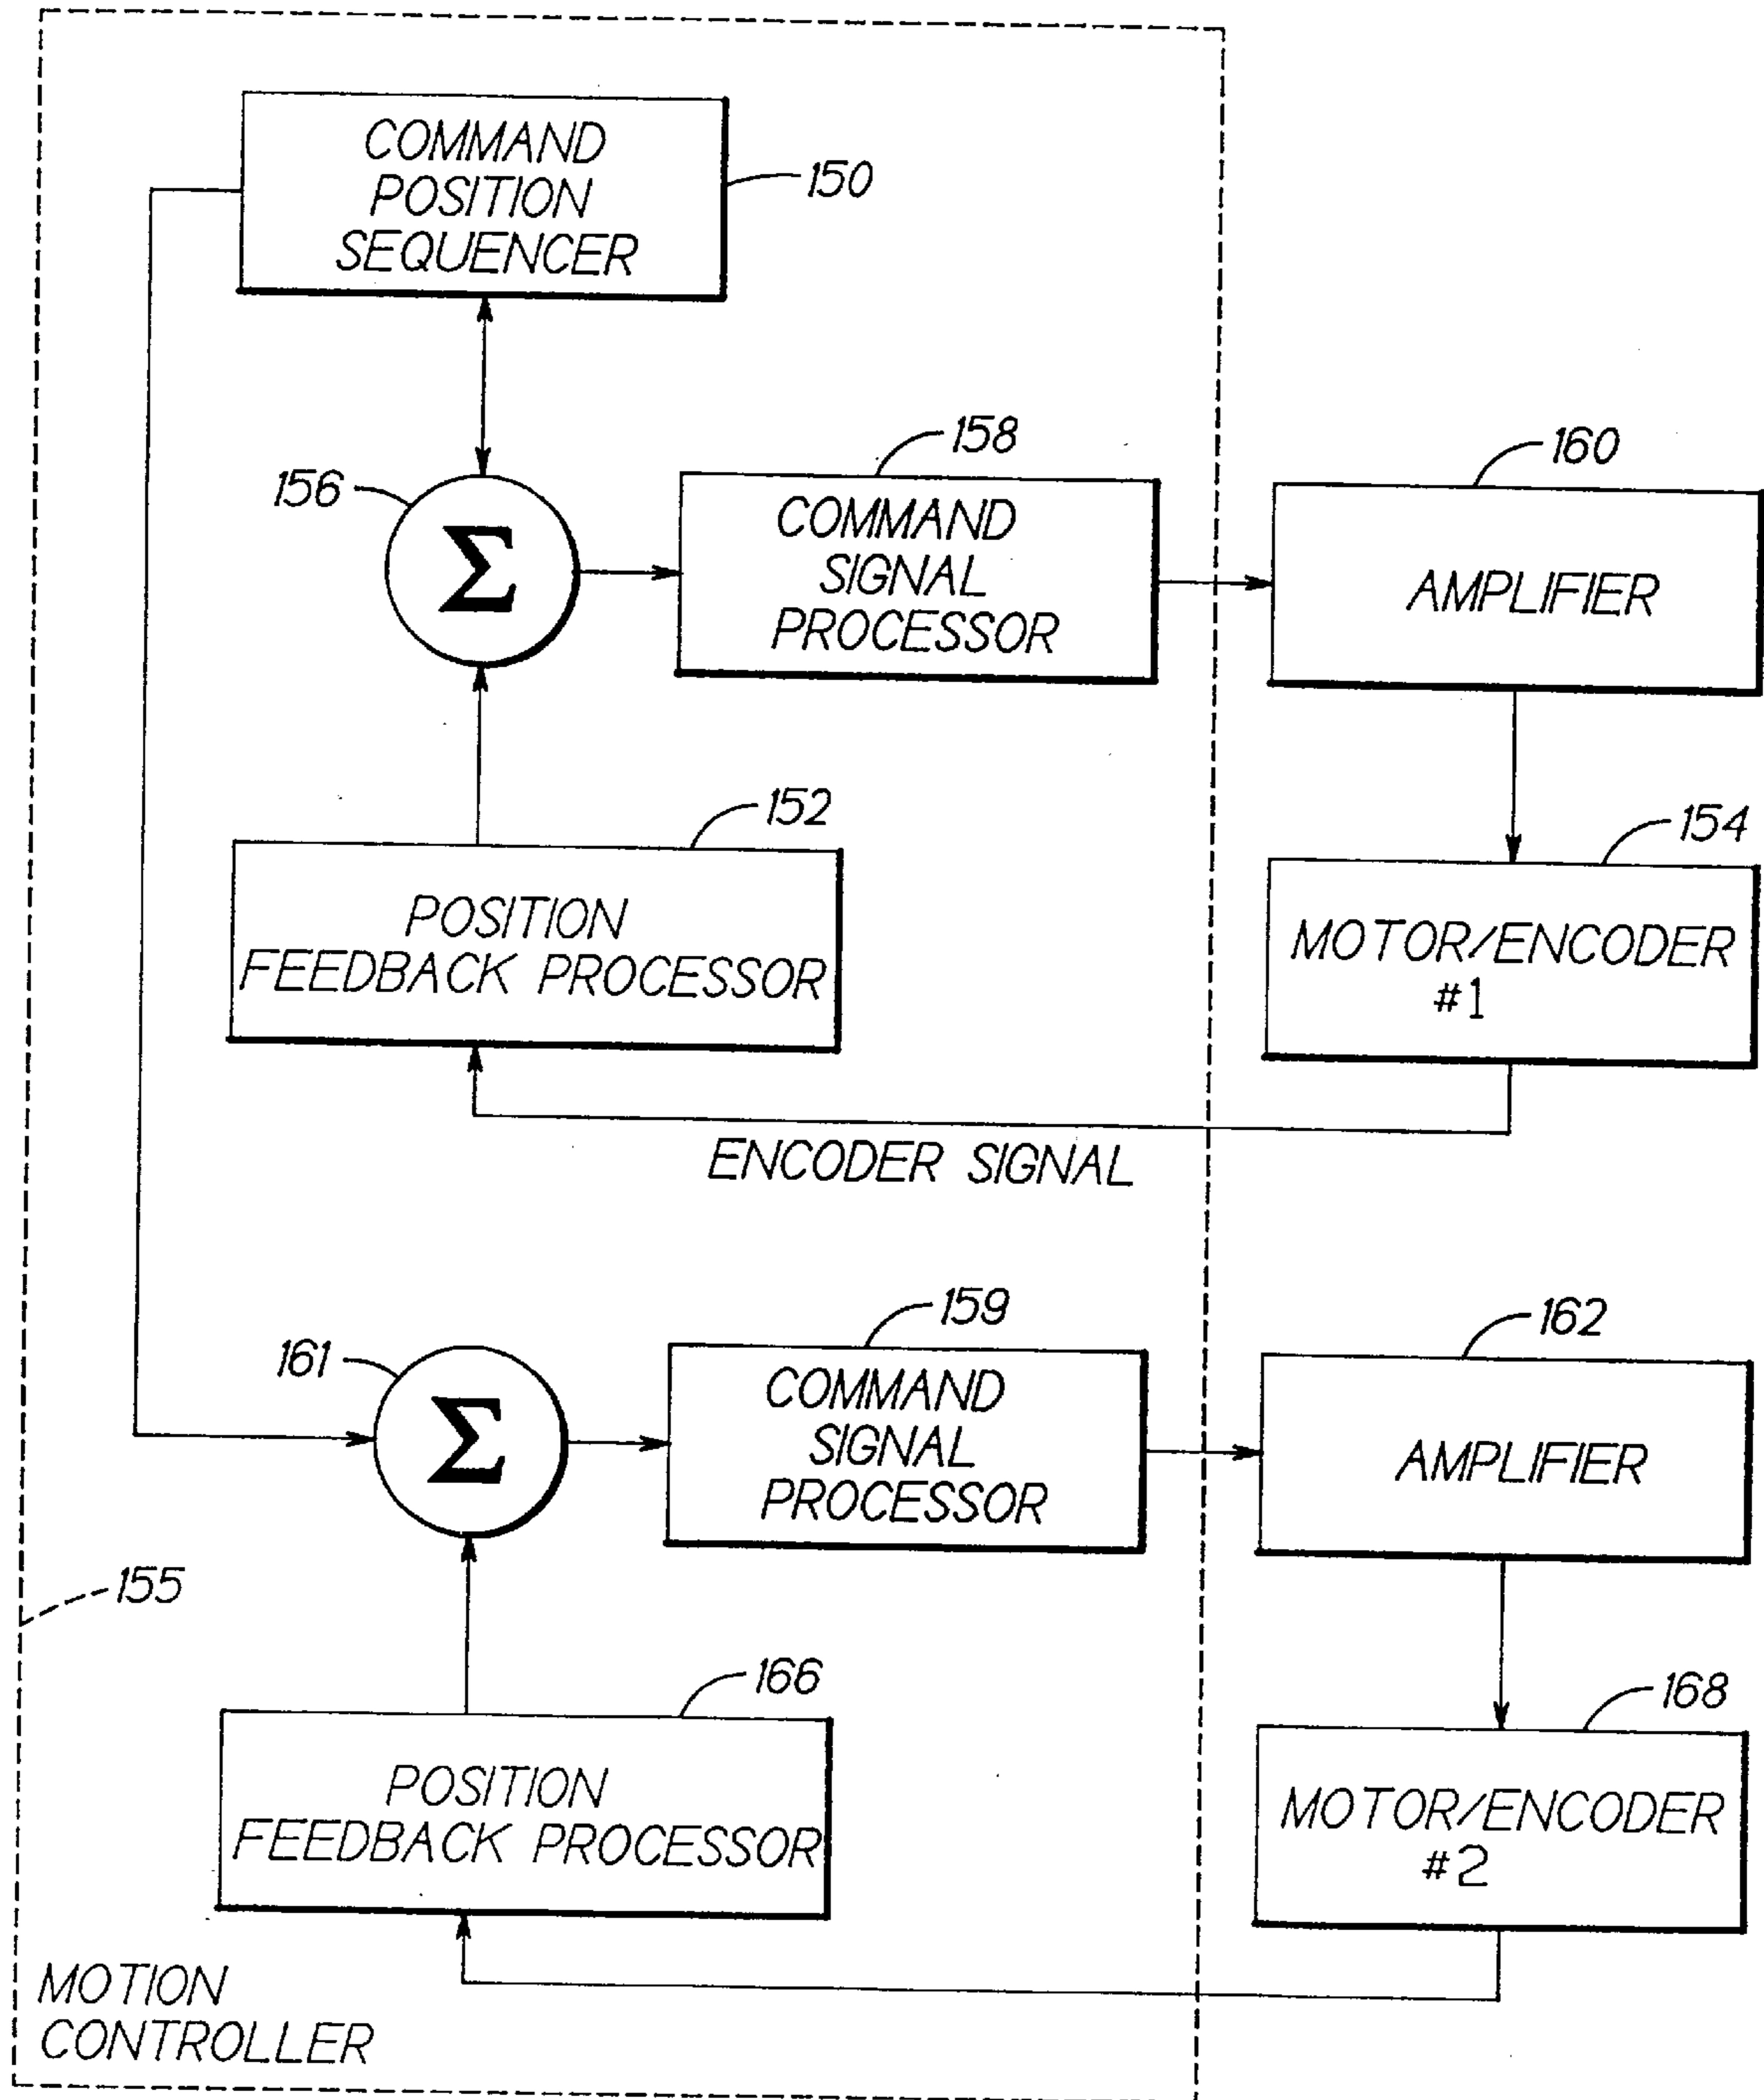 COMMAND
POSITION
SEQUENCER
150
156
Σ
158
COMMAND
SIGNAL
PROCESSOR
160
AMPLIFIER
152
POSITION
FEEDBACK PROCESSOR
154
MOTOR/ENCODER
#1
ENCODER SIGNAL
161
Σ
159
COMMAND
SIGNAL
PROCESSOR
162
AMPLIFIER
155
166
POSITION
FEEDBACK PROCESSOR
168
MOTOR/ENCODER
#2
MOTION
CONTROLLER